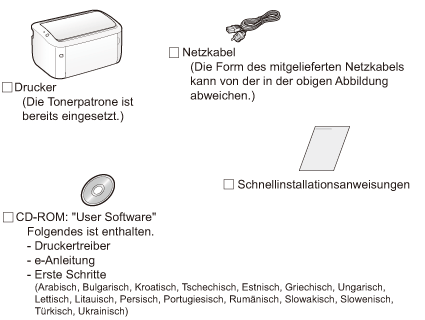 Drucker
(Die Tonerpatrone ist
bereits eingesetzt.)
Netzkabel
(Die Form des mitgelieferten Netzkabels
kann von der in der obigen Abbildung
abweichen.)
Schnellinstallationsanweisungen
CD-ROM: "User Software"
Folgendes ist enthalten.
- Druckertreiber
- e-Anleitung
- Erste Schritte
(Arabisch, Bulgarisch, Kroatisch, Tschechisch, Estnisch, Griechisch, Ungarisch,
Lettisch, Litauisch, Persisch, Portugiesisch, Rumänisch, Slowakisch, Slowenisch,
Türkisch, Ukrainisch)